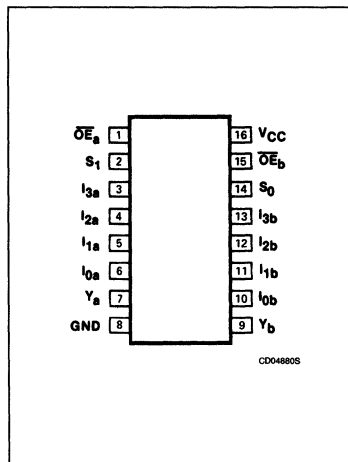 OEa 1 16 VCC
S1 2 15 OEb
I3a 3 14 S0
I2a 4 13 I3b
I1a 5 12 I2b
I0a 6 11 I1b
Ya 7 10 I0b
GND 8 9 Yb
CD04880S